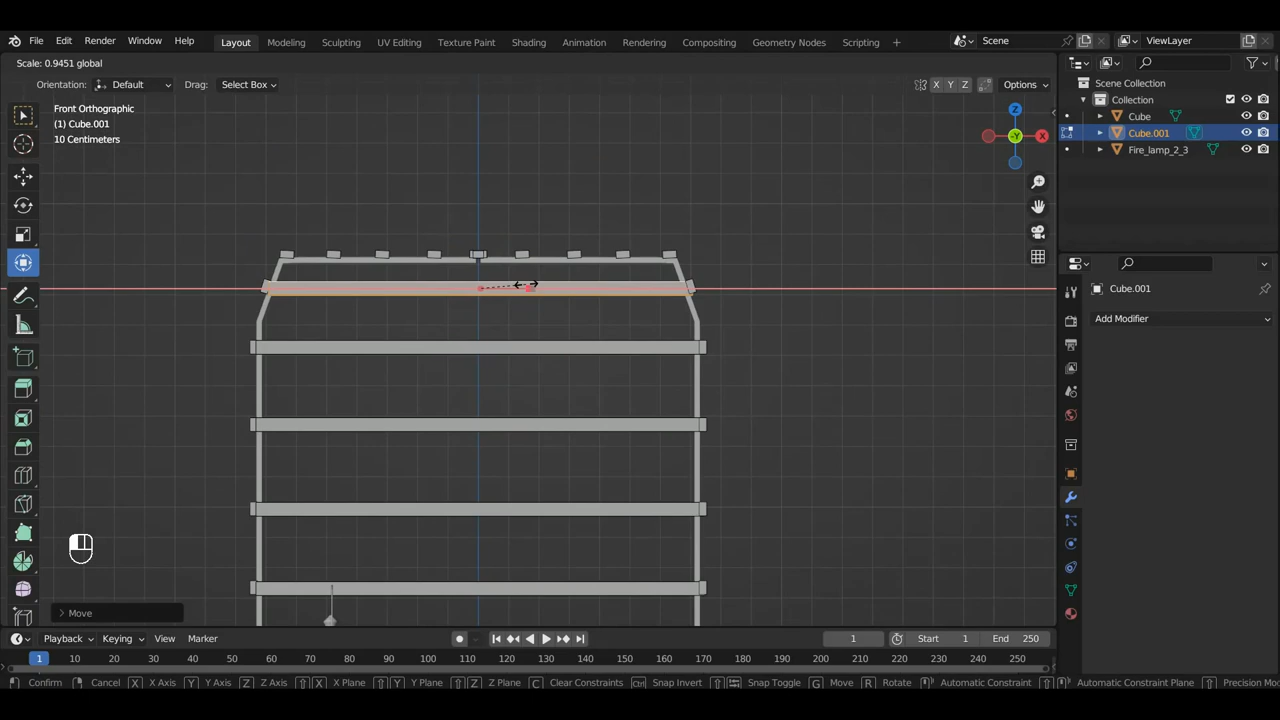 File Edit Render Window Help Layout Modeling Sculpting UV Editing Texture Paint Shading Animation Rendering Compositing Geometry Nodes Scripting + Scene ViewLayer
Scale: 0.9451 global
Orientation: Default Drag: Select Box X Y Z Options
Scene Collection
Front Orthographic
(1) Cube.001
10 Centimeters
Collection
Cube
Cube.001
Fire_lamp_2_3
Z
-Y
X
Cube.001
Add Modifier
Move
Playback Keying View Marker 1 Start 1 End 250
1 10 20 30 40 50 60 70 80 90 100 110 120 130 140 150 160 170 180 190 200 210 220 230 240 250
Confirm Cancel X X Axis Y Y Axis Z Z Axis X X Plane Y Y Plane Z Z Plane C Clear Constraints Ctrl Snap Invert Snap Toggle G Move R Rotate Automatic Constraint Automatic Constraint Plane Precision Mo